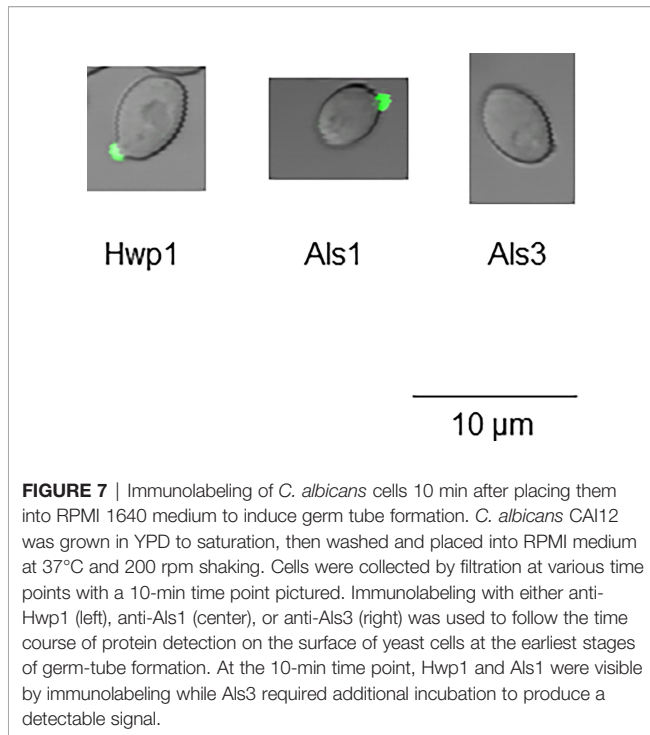 Hwp1 Als1 Als3
10 µm
FIGURE 7 | Immunolabeling of C. albicans cells 10 min after placing them
into RPMI 1640 medium to induce germ tube formation. C. albicans CAI12
was grown in YPD to saturation, then washed and placed into RPMI medium
at 37°C and 200 rpm shaking. Cells were collected by filtration at various time
points with a 10-min time point pictured. Immunolabeling with either anti-
Hwp1 (left), anti-Als1 (center), or anti-Als3 (right) was used to follow the time
course of protein detection on the surface of yeast cells at the earliest stages
of germ-tube formation. At the 10-min time point, Hwp1 and Als1 were visible
by immunolabeling while Als3 required additional incubation to produce a
detectable signal.